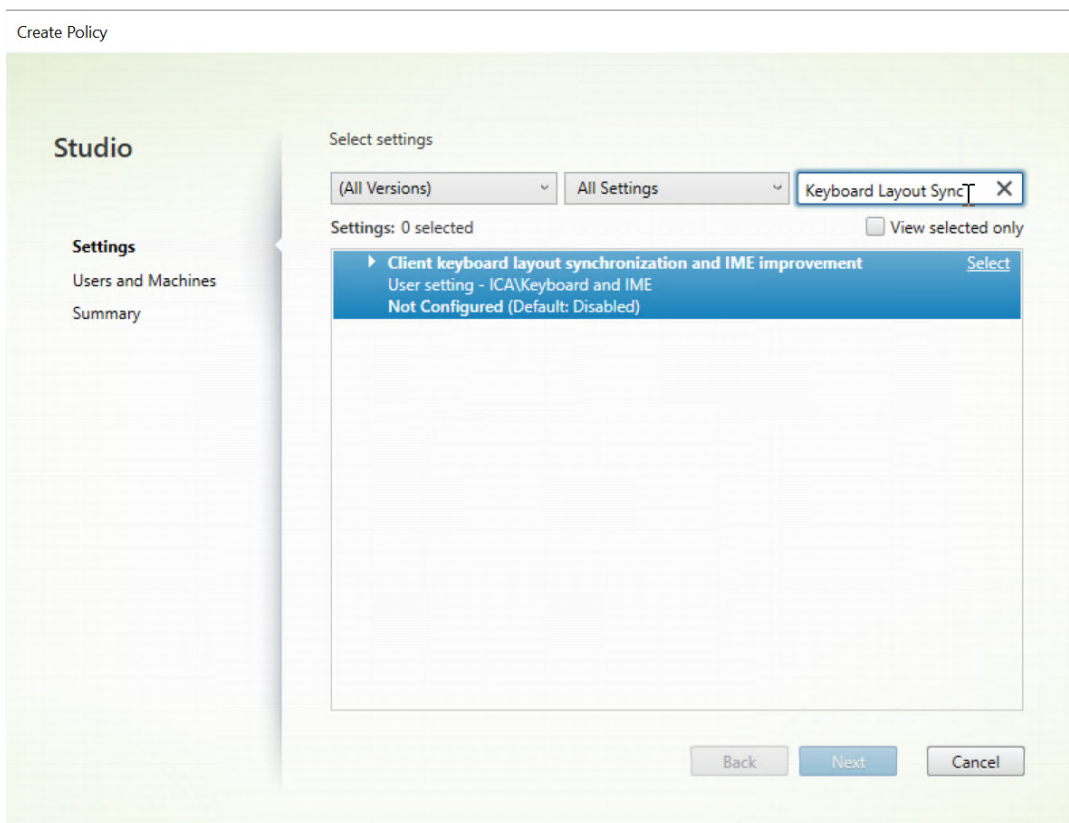 Create Policy
Studio
Settings
Users and Machines
Summary
Select settings
(All Versions)
All Settings
Keyboard Layout Sync
Settings: 0 selected
View selected only
Client keyboard layout synchronization and IME improvement
Select
User setting - ICA\Keyboard and IME
Not Configured (Default: Disabled)
Back
Next
Cancel